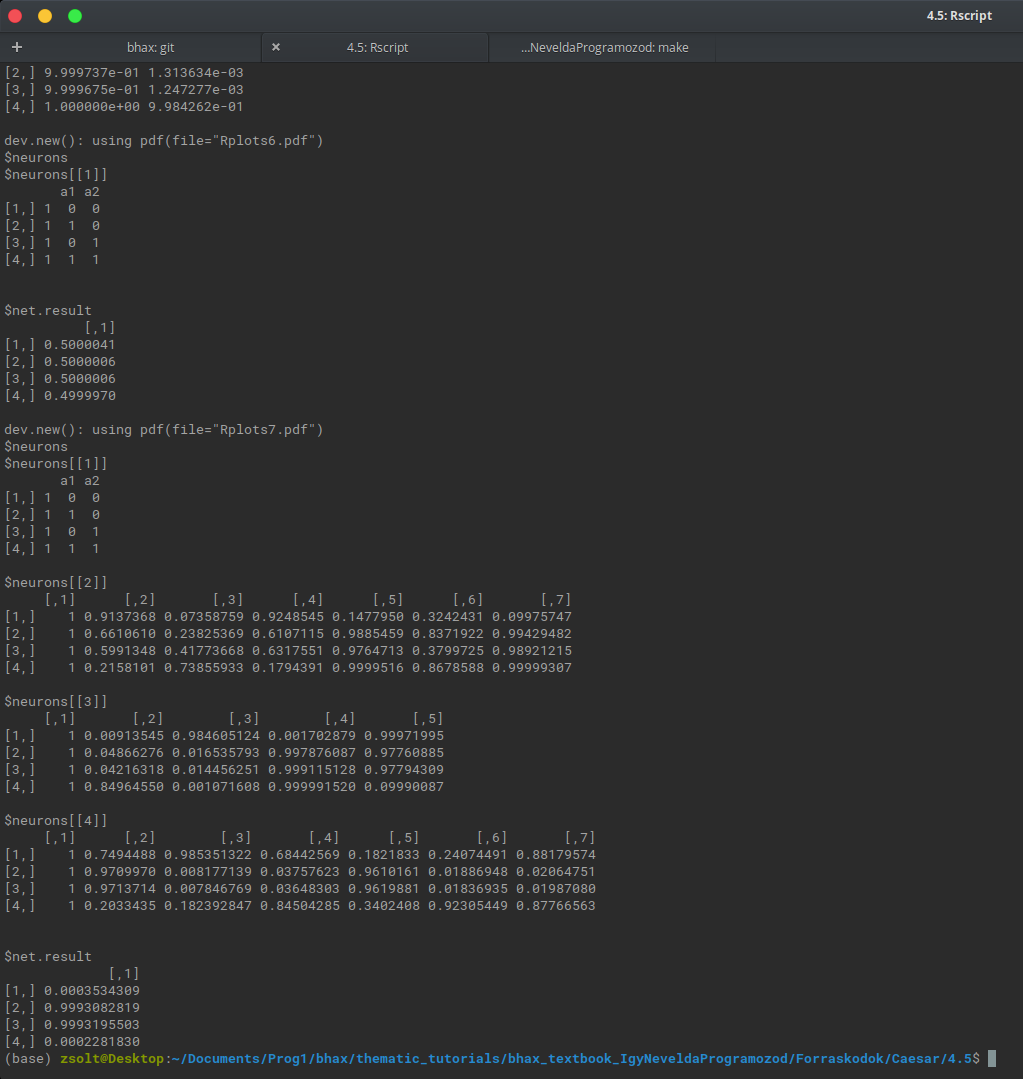 4.5: Rscript
+ bhax: git × 4.5: Rscript ...NeveldaProgramozod: make
[2,] 9.999737e-01 1.313634e-03
[3,] 9.999675e-01 1.247277e-03
[4,] 1.000000e+00 9.984262e-01
dev.new(): using pdf(file="Rplots6.pdf")
$neurons
$neurons[[1]]
       a1 a2
[1,] 1  0  0
[2,] 1  1  0
[3,] 1  0  1
[4,] 1  1  1
$net.result
          [,1]
[1,] 0.5000041
[2,] 0.5000006
[3,] 0.5000006
[4,] 0.4999970
dev.new(): using pdf(file="Rplots7.pdf")
$neurons
$neurons[[1]]
       a1 a2
[1,] 1  0  0
[2,] 1  1  0
[3,] 1  0  1
[4,] 1  1  1
$neurons[[2]]
     [,1]      [,2]       [,3]      [,4]      [,5]      [,6]       [,7]
[1,]    1 0.9137368 0.07358759 0.9248545 0.1477950 0.3242431 0.09975747
[2,]    1 0.6610610 0.23825369 0.6107115 0.9885459 0.8371922 0.99429482
[3,]    1 0.5991348 0.41773668 0.6317551 0.9764713 0.3799725 0.98921215
[4,]    1 0.2158101 0.73855933 0.1794391 0.9999516 0.8678588 0.99999307
$neurons[[3]]
     [,1]       [,2]        [,3]        [,4]       [,5]
[1,]    1 0.00913545 0.984605124 0.001702879 0.99971995
[2,]    1 0.04866276 0.016535793 0.997876087 0.97760885
[3,]    1 0.04216318 0.014456251 0.999115128 0.97794309
[4,]    1 0.84964550 0.001071608 0.999991520 0.09990087
$neurons[[4]]
     [,1]      [,2]        [,3]       [,4]      [,5]       [,6]       [,7]
[1,]    1 0.7494488 0.985351322 0.68442569 0.1821833 0.24074491 0.88179574
[2,]    1 0.9709970 0.008177139 0.03757623 0.9610161 0.01886948 0.02064751
[3,]    1 0.9713714 0.007846769 0.03648303 0.9619881 0.01836935 0.01987080
[4,]    1 0.2033435 0.182392847 0.84504285 0.3402408 0.92305449 0.87766563
$net.result
             [,1]
[1,] 0.0003534309
[2,] 0.9993082819
[3,] 0.9993195503
[4,] 0.0002281830
(base) zsolt@Desktop:~/Documents/Prog1/bhax/thematic_tutorials/bhax_textbook_IgyNeveldaProgramozod/Forraskodok/Caesar/4.5$